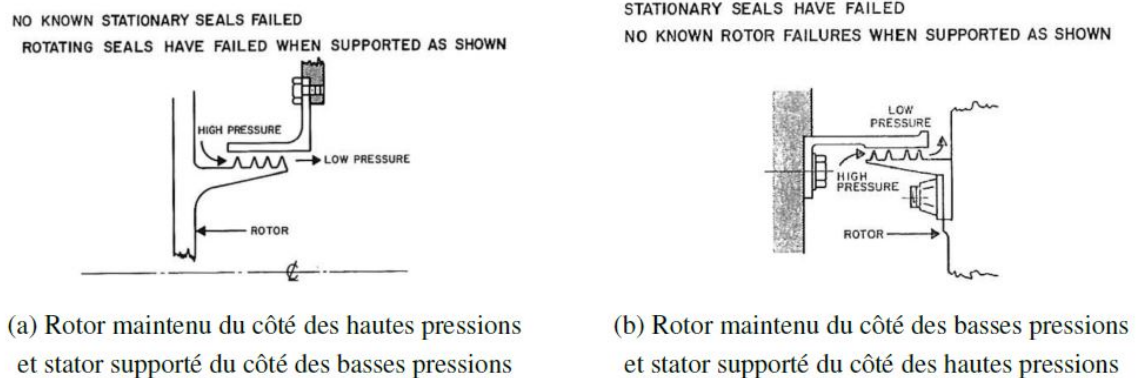 NO KNOWN STATIONARY SEALS FAILED
ROTATING SEALS HAVE FAILED WHEN SUPPORTED AS SHOWN
HIGH PRESSURE
LOW PRESSURE
ROTOR
℄
(a) Rotor maintenu du côté des hautes pressions
et stator supporté du côté des basses pressions
STATIONARY SEALS HAVE FAILED
NO KNOWN ROTOR FAILURES WHEN SUPPORTED AS SHOWN
LOW
PRESSURE
HIGH
PRESSURE
ROTOR
(b) Rotor maintenu du côté des basses pressions
et stator supporté du côté des hautes pressions